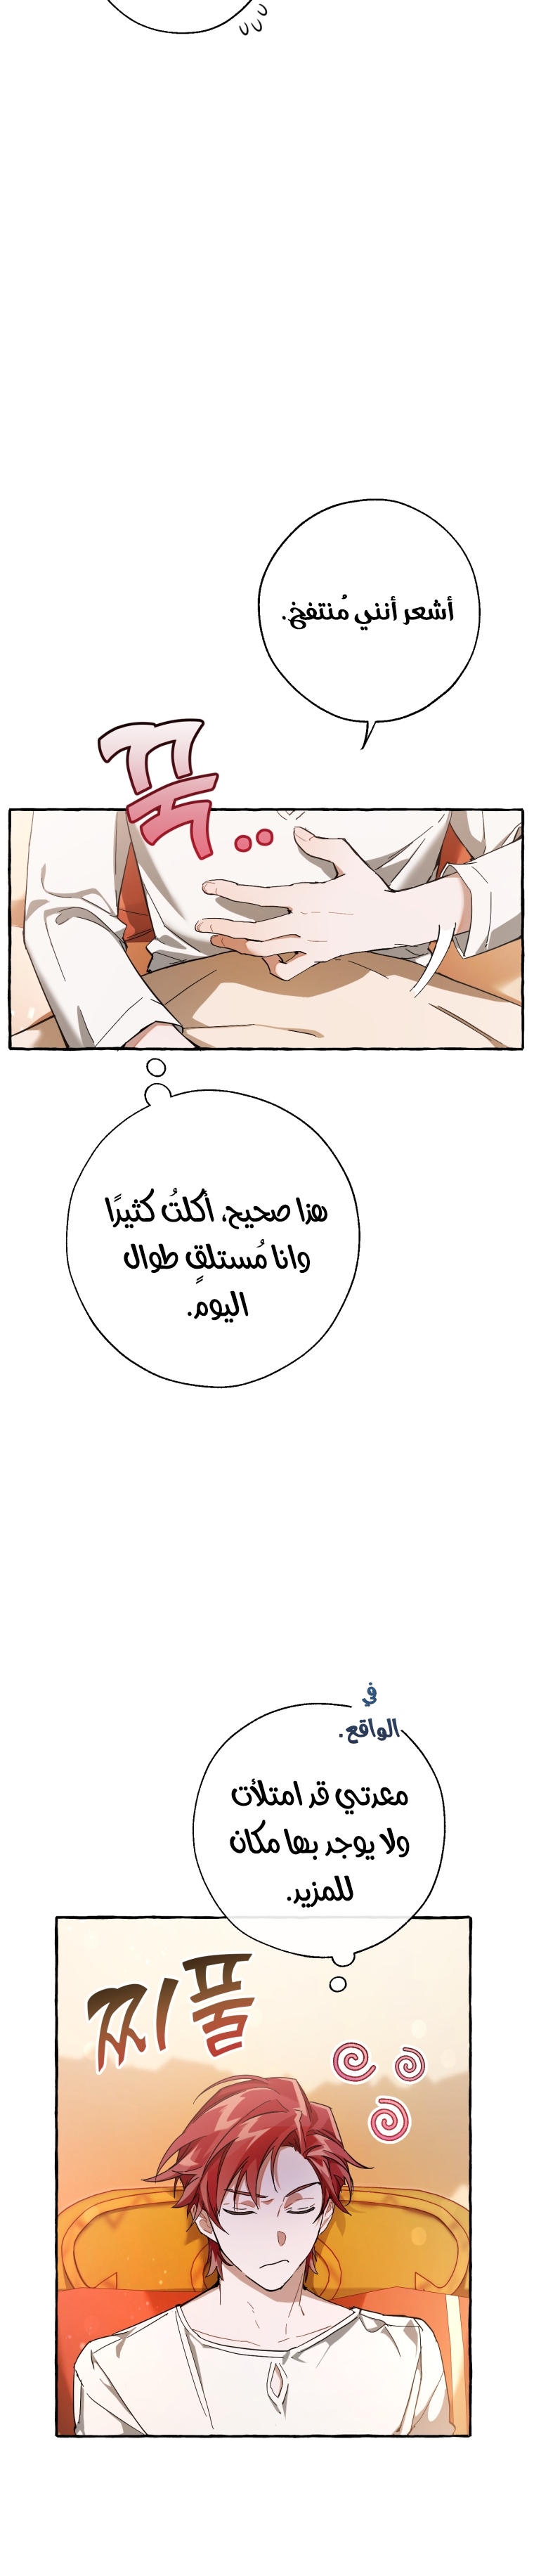 أشعر أنني مُنتفخ.
꾹..
هذا صحيح، أكلتُ كثيرًا
وانا مُستلقٍ طوال
اليوم.
في
الواقع.
معدتي قد امتلأت
ولا يوجد بها مكان
للمزيد.
찌풀